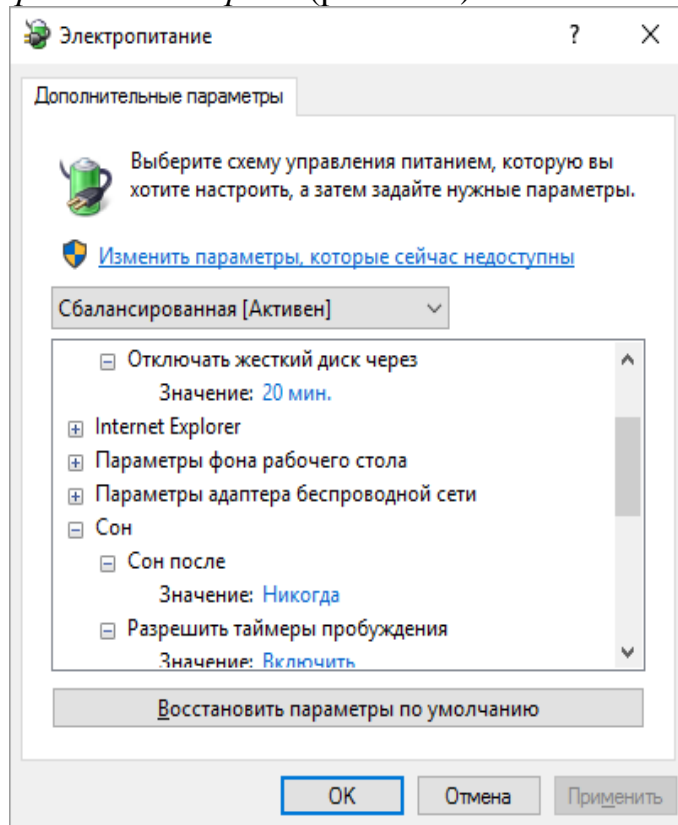 Электропитание
Дополнительные параметры
Выберите схему управления питанием, которую вы
хотите настроить, а затем задайте нужные параметры.
Изменить параметры, которые сейчас недоступны
Сбалансированная [Активен]
Отключать жесткий диск через
Значение: 20 мин.
Internet Explorer
Параметры фона рабочего стола
Параметры адаптера беспроводной сети
Сон
Сон после
Значение: Никогда
Разрешить таймеры пробуждения
Значение: Включить
Восстановить параметры по умолчанию
OK Отмена Применить